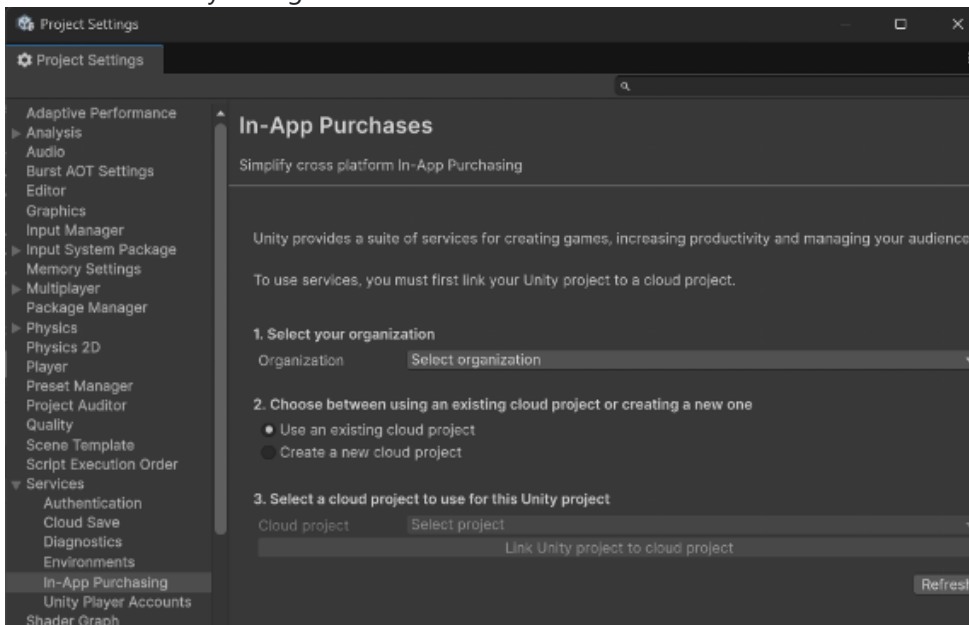 Project Settings
Project Settings
Adaptive Performance
Analysis
Audio
Burst AOT Settings
Editor
Graphics
Input Manager
Input System Package
Memory Settings
Multiplayer
Package Manager
Physics
Physics 2D
Player
Preset Manager
Project Auditor
Quality
Scene Template
Script Execution Order
Services
Authentication
Cloud Save
Diagnostics
Environments
In-App Purchasing
Unity Player Accounts
Shader Graph
In-App Purchases
Simplify cross platform In-App Purchasing
Unity provides a suite of services for creating games, increasing productivity and managing your audience
To use services, you must first link your Unity project to a cloud project.
1. Select your organization
Organization Select organization
2. Choose between using an existing cloud project or creating a new one
Use an existing cloud project
Create a new cloud project
3. Select a cloud project to use for this Unity project
Cloud project Select project
Link Unity project to cloud project
Refresh